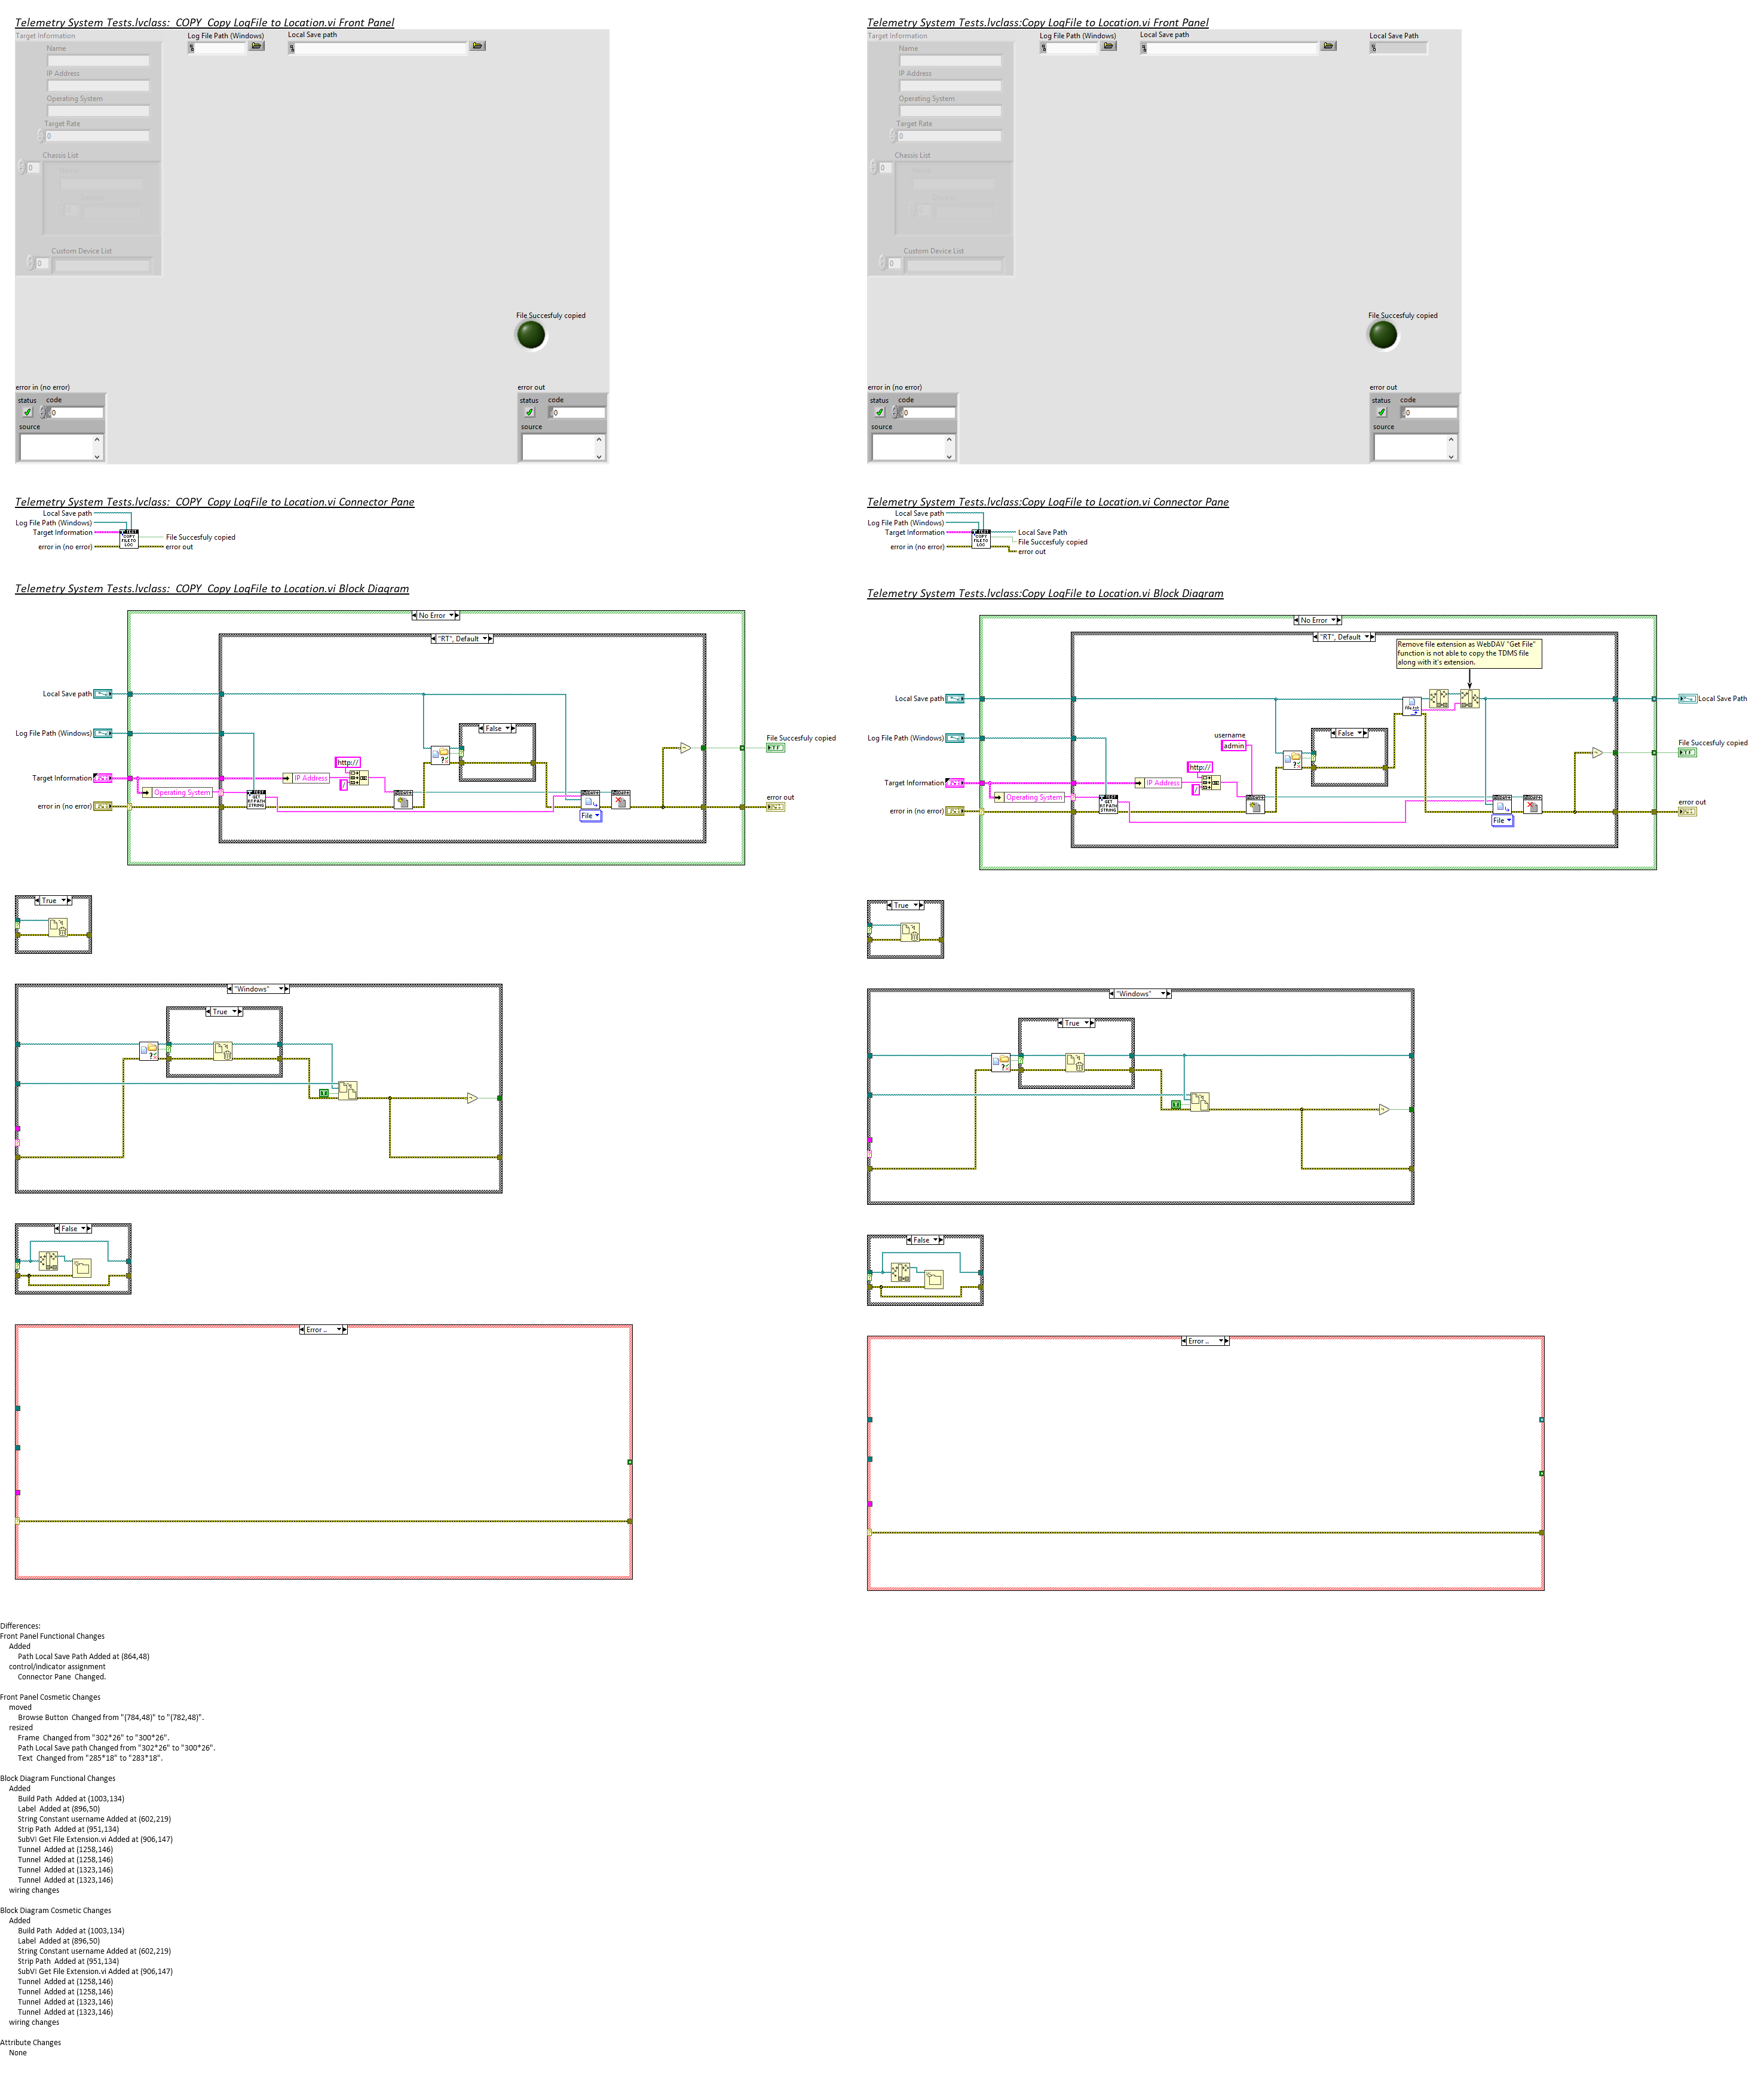 Telemetry System Tests.lvclass:_COPY_Copy LogFile to Location.vi Front Panel
Target Information
Log File Path (Windows)
Local Save path
Name
IP Address
Operating System
Target Rate
0
Chassis List
0
Custom Device List
0
File Succesfuly copied
error in (no error)
status code
0
source
error out
status code
0
source
Telemetry System Tests.lvclass:Copy LogFile to Location.vi Front Panel
Target Information
Log File Path (Windows)
Local Save path
Local Save Path
Name
IP Address
Operating System
Target Rate
0
Chassis List
0
Custom Device List
0
File Succesfuly copied
error in (no error)
status code
0
source
error out
status code
0
source
Telemetry System Tests.lvclass:_COPY_Copy LogFile to Location.vi Connector Pane
Local Save path
Log File Path (Windows)
Target Information
error in (no error)
TEST
COPY
FILE TO
LOC
File Succesfuly copied
error out
Telemetry System Tests.lvclass:Copy LogFile to Location.vi Connector Pane
Local Save path
Log File Path (Windows)
Target Information
error in (no error)
TEST
COPY
FILE TO
LOC
Local Save Path
File Succesfuly copied
error out
Telemetry System Tests.lvclass:_COPY_Copy LogFile to Location.vi Block Diagram
No Error
"RT", Default
Local Save path
Log File Path (Windows)
Target Information
error in (no error)
Operating System
IP Address
http://
/
TEST
GET
RT PATH
STRING
False
File
File Succesfuly copied
TF
error out
True
"Windows"
True
False
Error ..
Telemetry System Tests.lvclass:Copy LogFile to Location.vi Block Diagram
No Error
"RT", Default
Remove file extension as WebDAV "Get File"
function is not able to copy the TDMS file
along with it's extension.
Local Save path
Log File Path (Windows)
Target Information
error in (no error)
Operating System
IP Address
http://
/
username
admin
TEST
GET
RT PATH
STRING
False
File
Local Save Path
File Succesfuly copied
TF
error out
True
"Windows"
True
False
Error ..
Differences:
Front Panel Functional Changes
Added
Path Local Save Path Added at (864,48)
control/indicator assignment
Connector Pane  Changed.
Front Panel Cosmetic Changes
moved
Browse Button  Changed from "(784,48)" to "(782,48)".
resized
Frame  Changed from "302*26" to "300*26".
Path Local Save path Changed from "302*26" to "300*26".
Text  Changed from "285*18" to "283*18".
Block Diagram Functional Changes
Added
Build Path  Added at (1003,134)
Label  Added at (896,50)
String Constant username Added at (602,219)
Strip Path  Added at (951,134)
SubVI Get File Extension.vi Added at (906,147)
Tunnel  Added at (1258,146)
Tunnel  Added at (1258,146)
Tunnel  Added at (1323,146)
Tunnel  Added at (1323,146)
wiring changes
Block Diagram Cosmetic Changes
Added
Build Path  Added at (1003,134)
Label  Added at (896,50)
String Constant username Added at (602,219)
Strip Path  Added at (951,134)
SubVI Get File Extension.vi Added at (906,147)
Tunnel  Added at (1258,146)
Tunnel  Added at (1258,146)
Tunnel  Added at (1323,146)
Tunnel  Added at (1323,146)
wiring changes
Attribute Changes
None